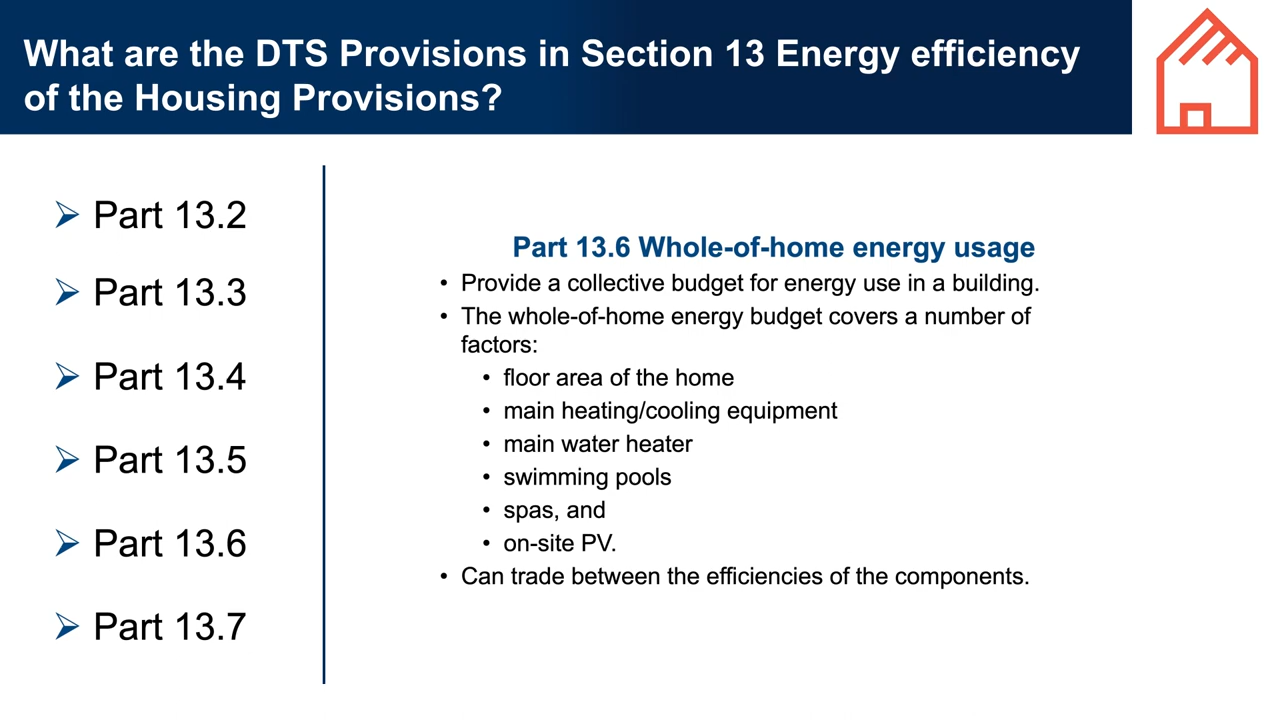 What are the DTS Provisions in Section 13 Energy efficiency
of the Housing Provisions?
➢ Part 13.2
➢ Part 13.3
➢ Part 13.4
➢ Part 13.5
➢ Part 13.6
➢ Part 13.7
Part 13.6 Whole-of-home energy usage
• Provide a collective budget for energy use in a building.
• The whole-of-home energy budget covers a number of
factors:
• floor area of the home
• main heating/cooling equipment
• main water heater
• swimming pools
• spas, and
• on-site PV.
• Can trade between the efficiencies of the components.